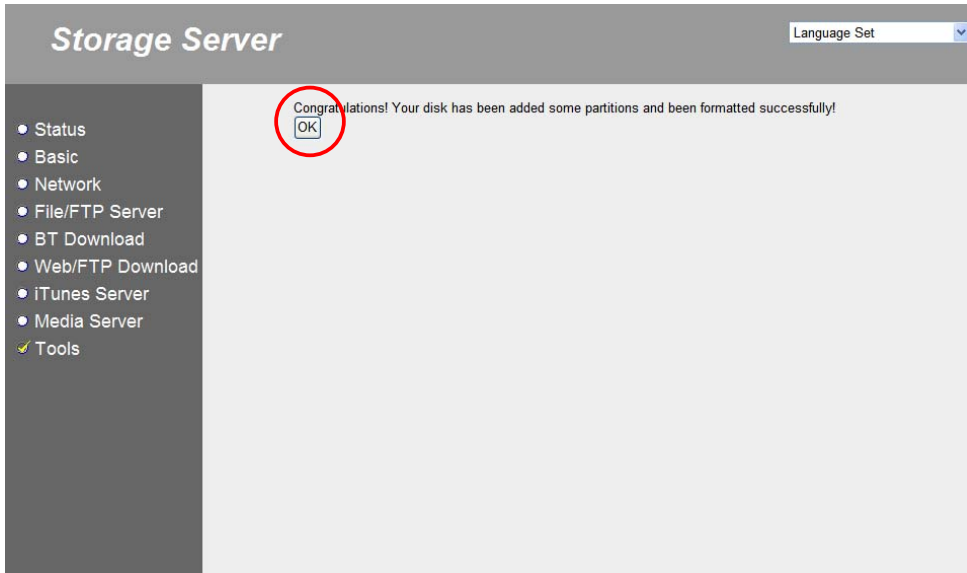 Storage Server
Language Set
Congratulations! Your disk has been added some partitions and been formatted successfully!
OK
Status
Basic
Network
File/FTP Server
BT Download
Web/FTP Download
iTunes Server
Media Server
Tools